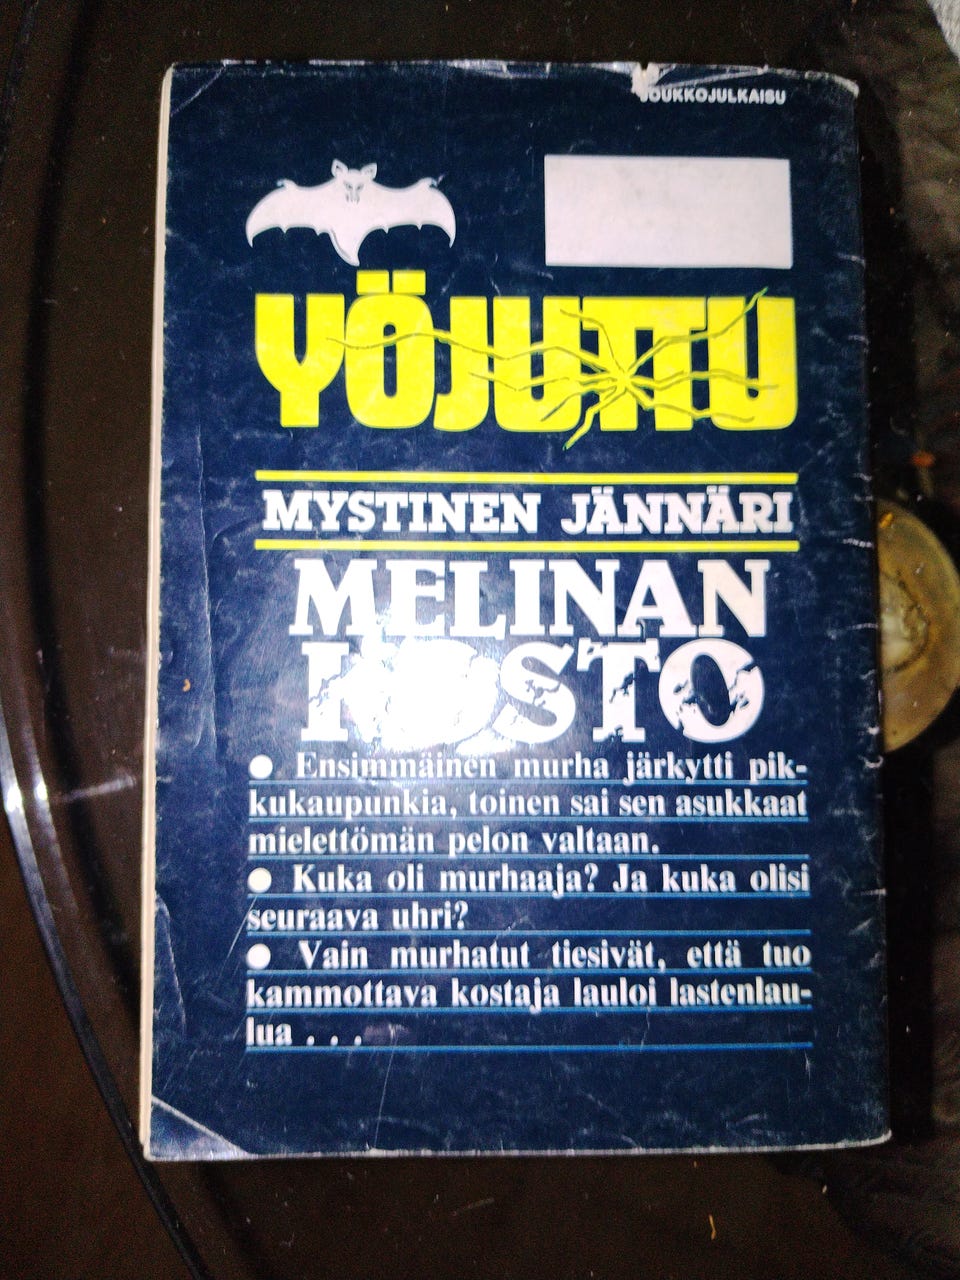 JOUKKOJULKAISU
YÖJUTTU
MYSTINEN JÄNNÄRI
MELINAN
KOSTO
● Ensimmäinen murha järkytti pik-
kukaupunkia, toinen sai sen asukkaat
mielettömän pelon valtaan.
● Kuka oli murhaaja? Ja kuka olisi
seuraava uhri?
● Vain murhatut tiesivät, että tuo
kammottava kostaja lauloi lastenlau-
lua . . .